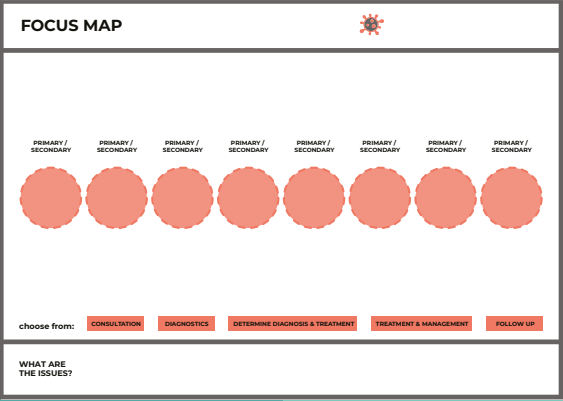 FOCUS MAP
PRIMARY /
SECONDARY
PRIMARY /
SECONDARY
PRIMARY /
SECONDARY
PRIMARY /
SECONDARY
PRIMARY /
SECONDARY
PRIMARY /
SECONDARY
PRIMARY /
SECONDARY
PRIMARY /
SECONDARY
choose from:
CONSULTATION
DIAGNOSTICS
DETERMINE DIAGNOSIS & TREATMENT
TREATMENT & MANAGEMENT
FOLLOW UP
WHAT ARE
THE ISSUES?